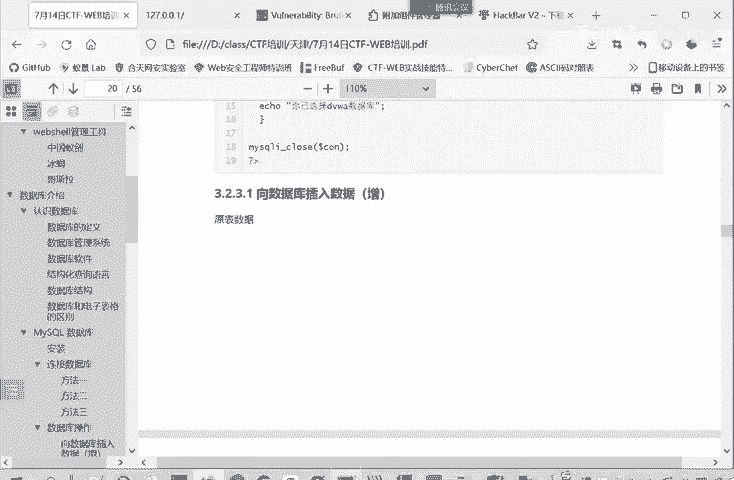 腾讯会议
7月14日CTF-WEB培训
127.0.0.1/
Vulnerability: Bru
HackBar V2 – 下
file:///D:/class/CTF培训/天津/7月14日CTF-WEB培训.pdf
GitHub
蚁景 Lab
合天网安实验室
Web安全工程师特训班
FreeBuf
CTF-WEB实战技能特...
CyberChef
ASCII码对照表
移动设备上的书签
20 / 56
110%
webshell管理工具
中国蚁剑
冰蝎
哥斯拉
数据库介绍
认识数据库
数据库的定义
数据库管理系统
数据库软件
结构化查询语言
数据库结构
数据库和电子表格
的区别
MySQL 数据库
安装
连接数据库
方法一
方法二
方法三
数据库操作
向数据库插入
数据（增）
15 echo "你已选择dvwa数据库";
16 }
17
18 mysqli_close($con);
19 ?>
3.2.3.1 向数据库插入数据（增）
原表数据